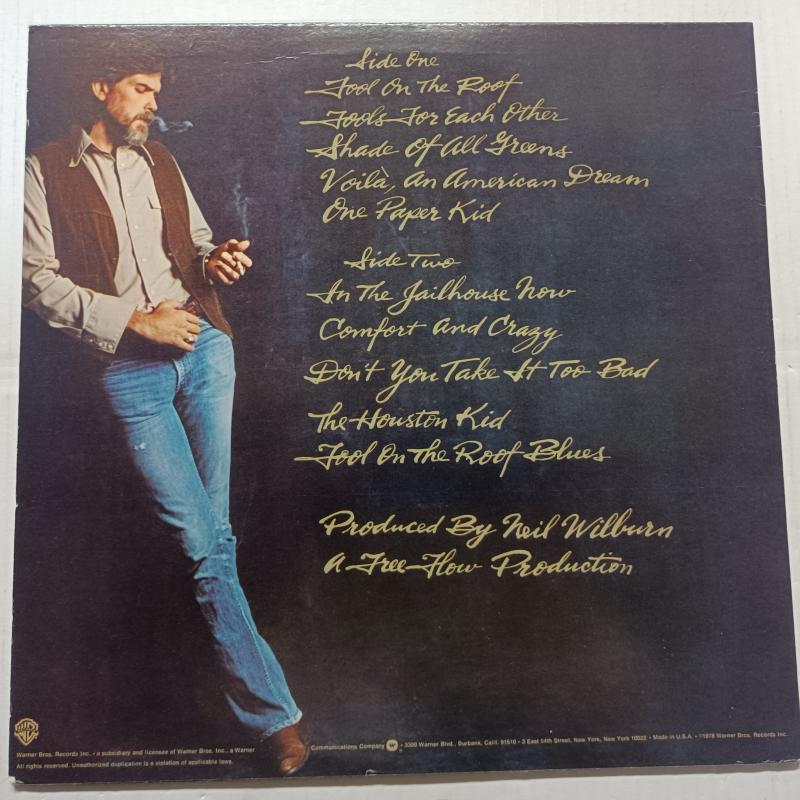 Side One
Fool On The Roof
Fools For Each Other
Shade Of All Greens
Voilà, An American Dream
One Paper Kid
Side Two
In The Jailhouse Now
Comfort And Crazy
Don't You Take It Too Bad
The Houston Kid
Fool On The Roof Blues
Produced By Neil Wilburn
A Free Flow Production
Warner Bros. Records Inc. • a subsidiary and licensee of Warner Bros. Inc., a Warner Communications Company • 3300 Warner Blvd., Burbank, Calif. 91510 • 3 East 54th Street, New York, New York 10022 • Made in U.S.A. • ©1978 Warner Bros. Records Inc.
All rights reserved. Unauthorized duplication is a violation of applicable laws.